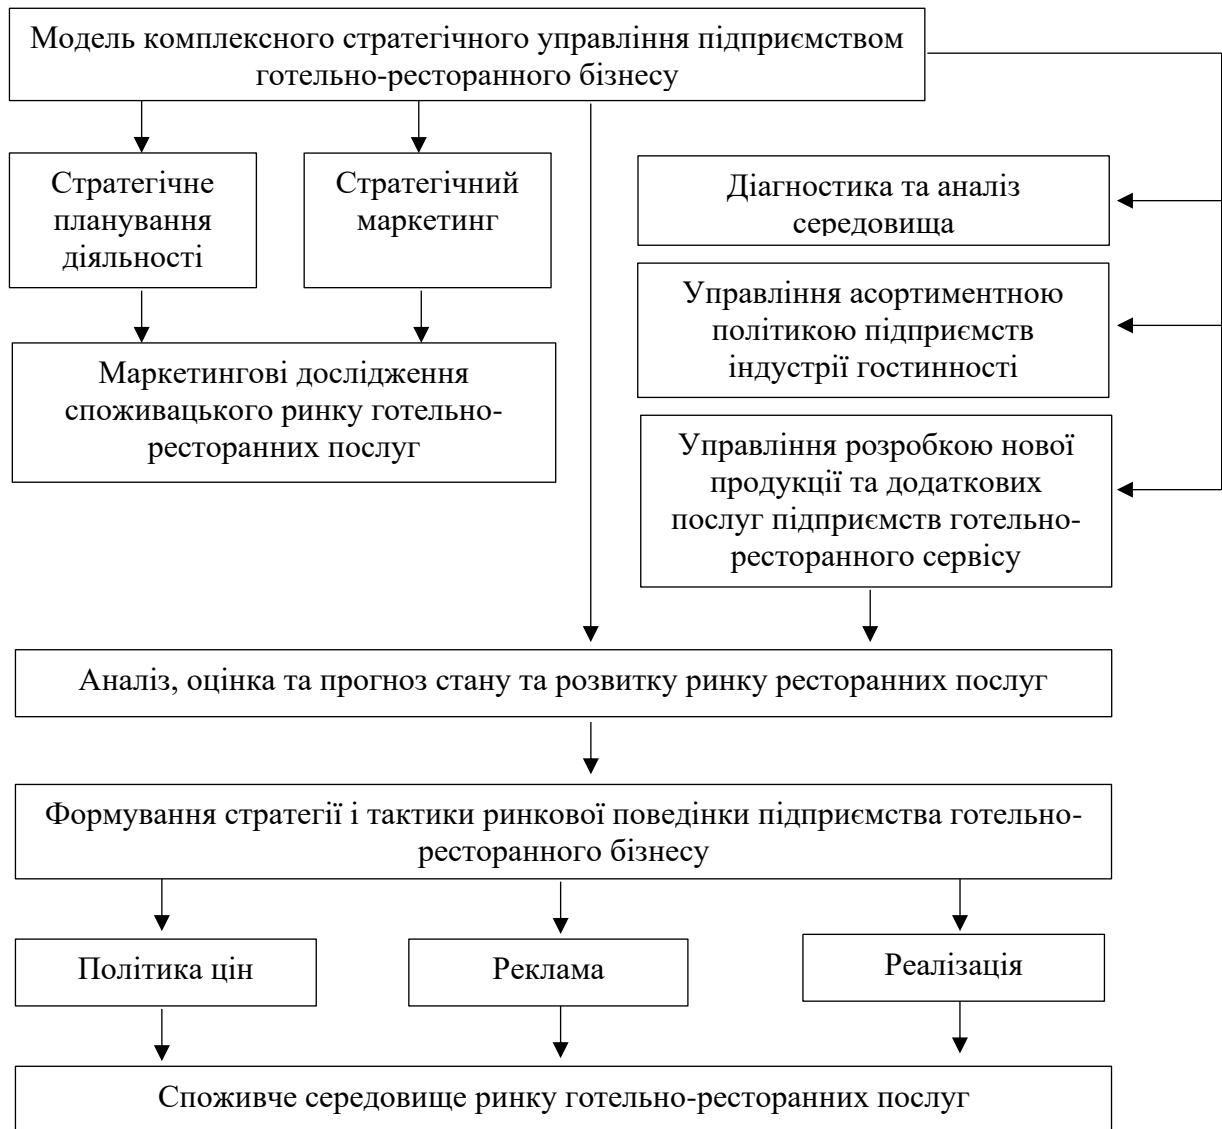 Модель комплексного стратегічного управління підприємством
готельно-ресторанного бізнесу
Стратегічне
планування
діяльності
Стратегічний
маркетинг
Діагностика та аналіз
середовища
Управління асортиментною
політикою підприємств
індустрії гостинності
Маркетингові дослідження
споживацького ринку готельно-
ресторанних послуг
Управління розробкою нової
продукції та додаткових
послуг підприємств готельно-
ресторанного сервісу
Аналіз, оцінка та прогноз стану та розвитку ринку ресторанних послуг
Формування стратегії і тактики ринкової поведінки підприємства готельно-
ресторанного бізнесу
Політика цін
Реклама
Реалізація
Споживче середовище ринку готельно-ресторанних послуг